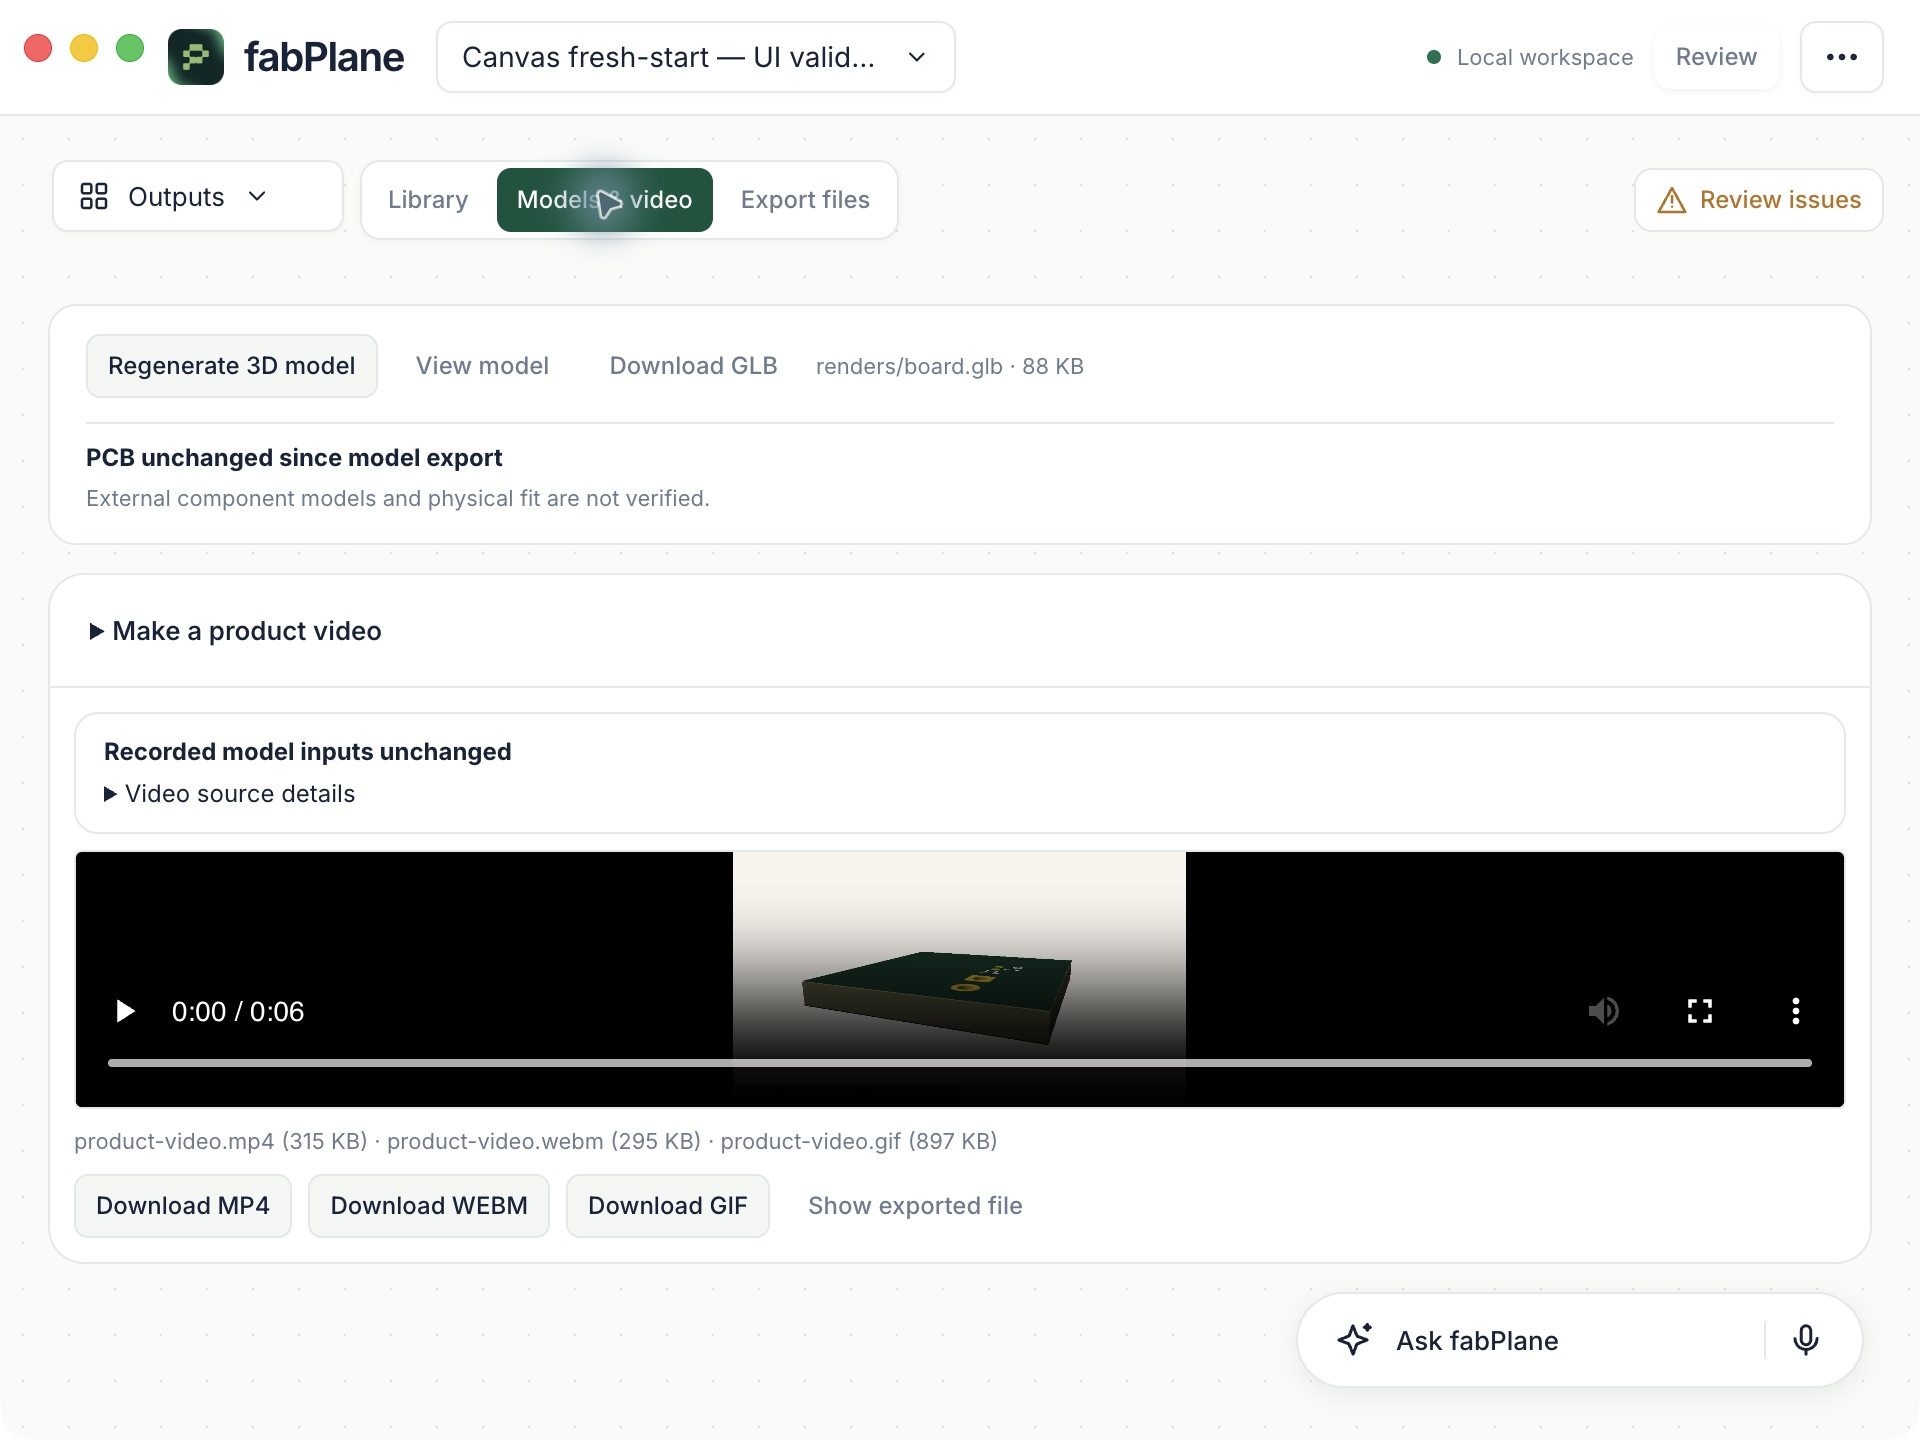 fabPlane
Canvas fresh-start — UI valid...
Local workspace
Review
Outputs
Library
Models & video
Export files
Review issues
Regenerate 3D model
View model
Download GLB
renders/board.glb · 88 KB
PCB unchanged since model export
External component models and physical fit are not verified.
Make a product video
Recorded model inputs unchanged
Video source details
0:00 / 0:06
product-video.mp4 (315 KB) · product-video.webm (295 KB) · product-video.gif (897 KB)
Download MP4
Download WEBM
Download GIF
Show exported file
Ask fabPlane